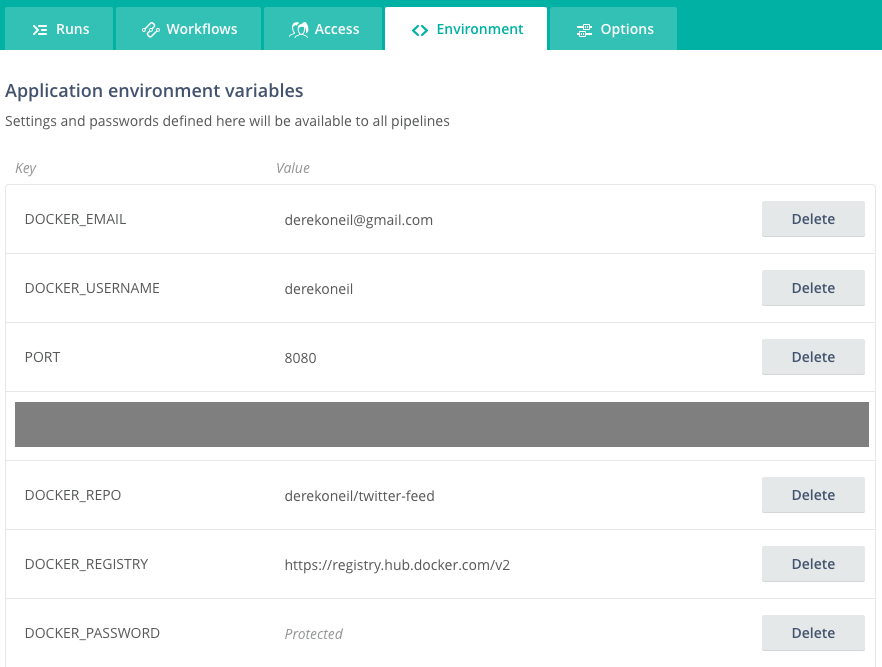 Runs Workflows Access Environment Options
Application environment variables
Settings and passwords defined here will be available to all pipelines
Key Value
DOCKER_EMAIL derekoneil@gmail.com Delete
DOCKER_USERNAME derekoneil Delete
PORT 8080 Delete
DOCKER_REPO derekoneil/twitter-feed Delete
DOCKER_REGISTRY https://registry.hub.docker.com/v2 Delete
DOCKER_PASSWORD Protected Delete